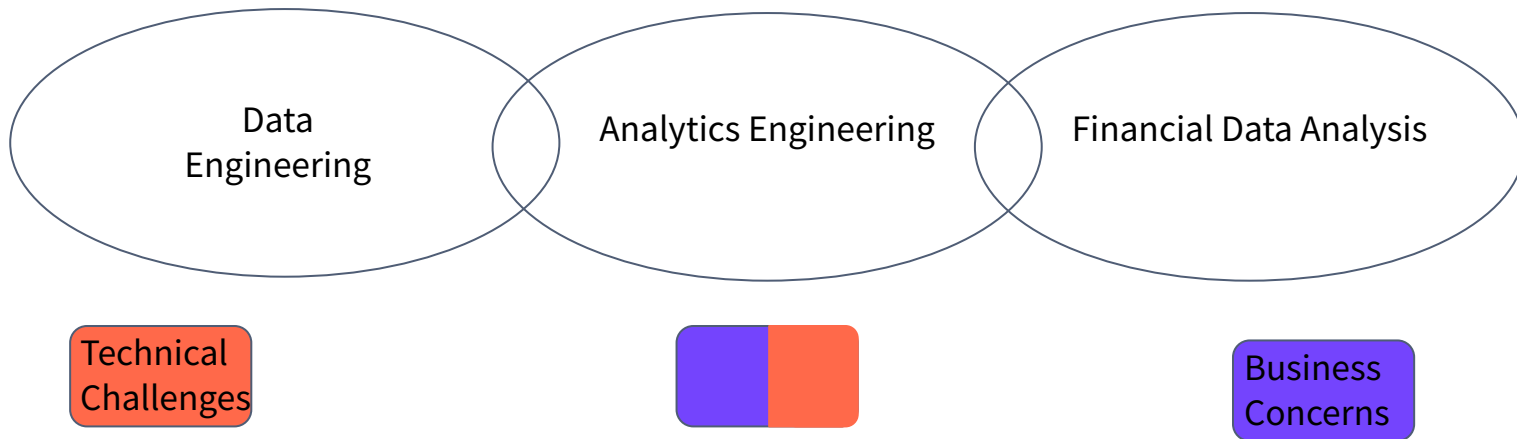 Data
Engineering
Analytics Engineering
Financial Data Analysis
Technical
Challenges
Business
Concerns